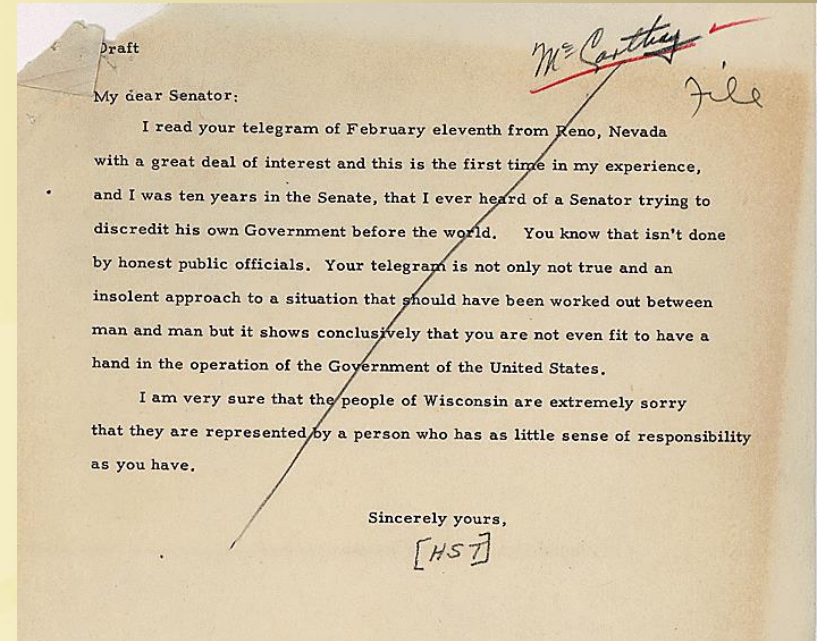 Draft
McCarthy
File
My dear Senator:
I read your telegram of February eleventh from Reno, Nevada
with a great deal of interest and this is the first time in my experience,
and I was ten years in the Senate, that I ever heard of a Senator trying to
discredit his own Government before the world. You know that isn't done
by honest public officials. Your telegram is not only not true and an
insolent approach to a situation that should have been worked out between
man and man but it shows conclusively that you are not even fit to have a
hand in the operation of the Government of the United States.
I am very sure that the people of Wisconsin are extremely sorry
that they are represented by a person who has as little sense of responsibility
as you have.
Sincerely yours,
[HST]